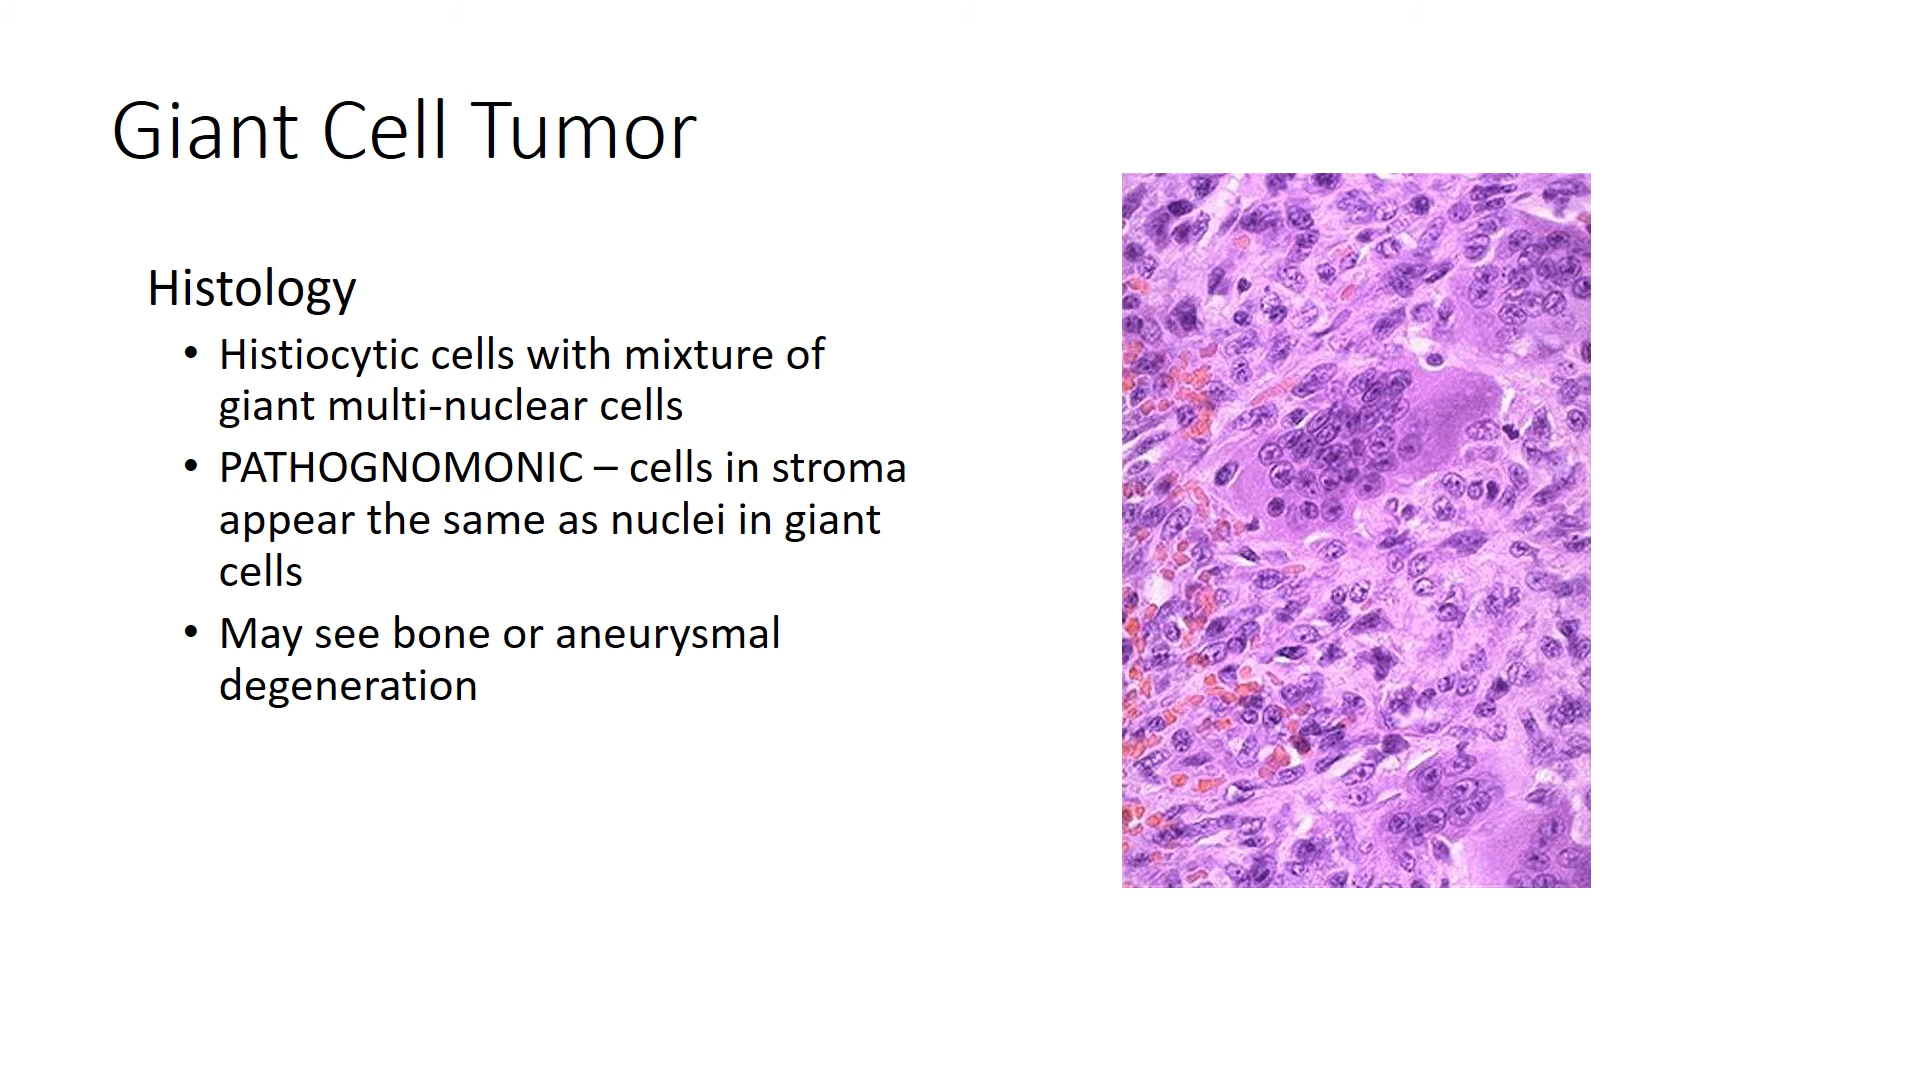 Giant Cell Tumor
Histology
• Histiocytic cells with mixture of
giant multi-nuclear cells
• PATHOGNOMONIC – cells in stroma
appear the same as nuclei in giant
cells
• May see bone or aneurysmal
degeneration